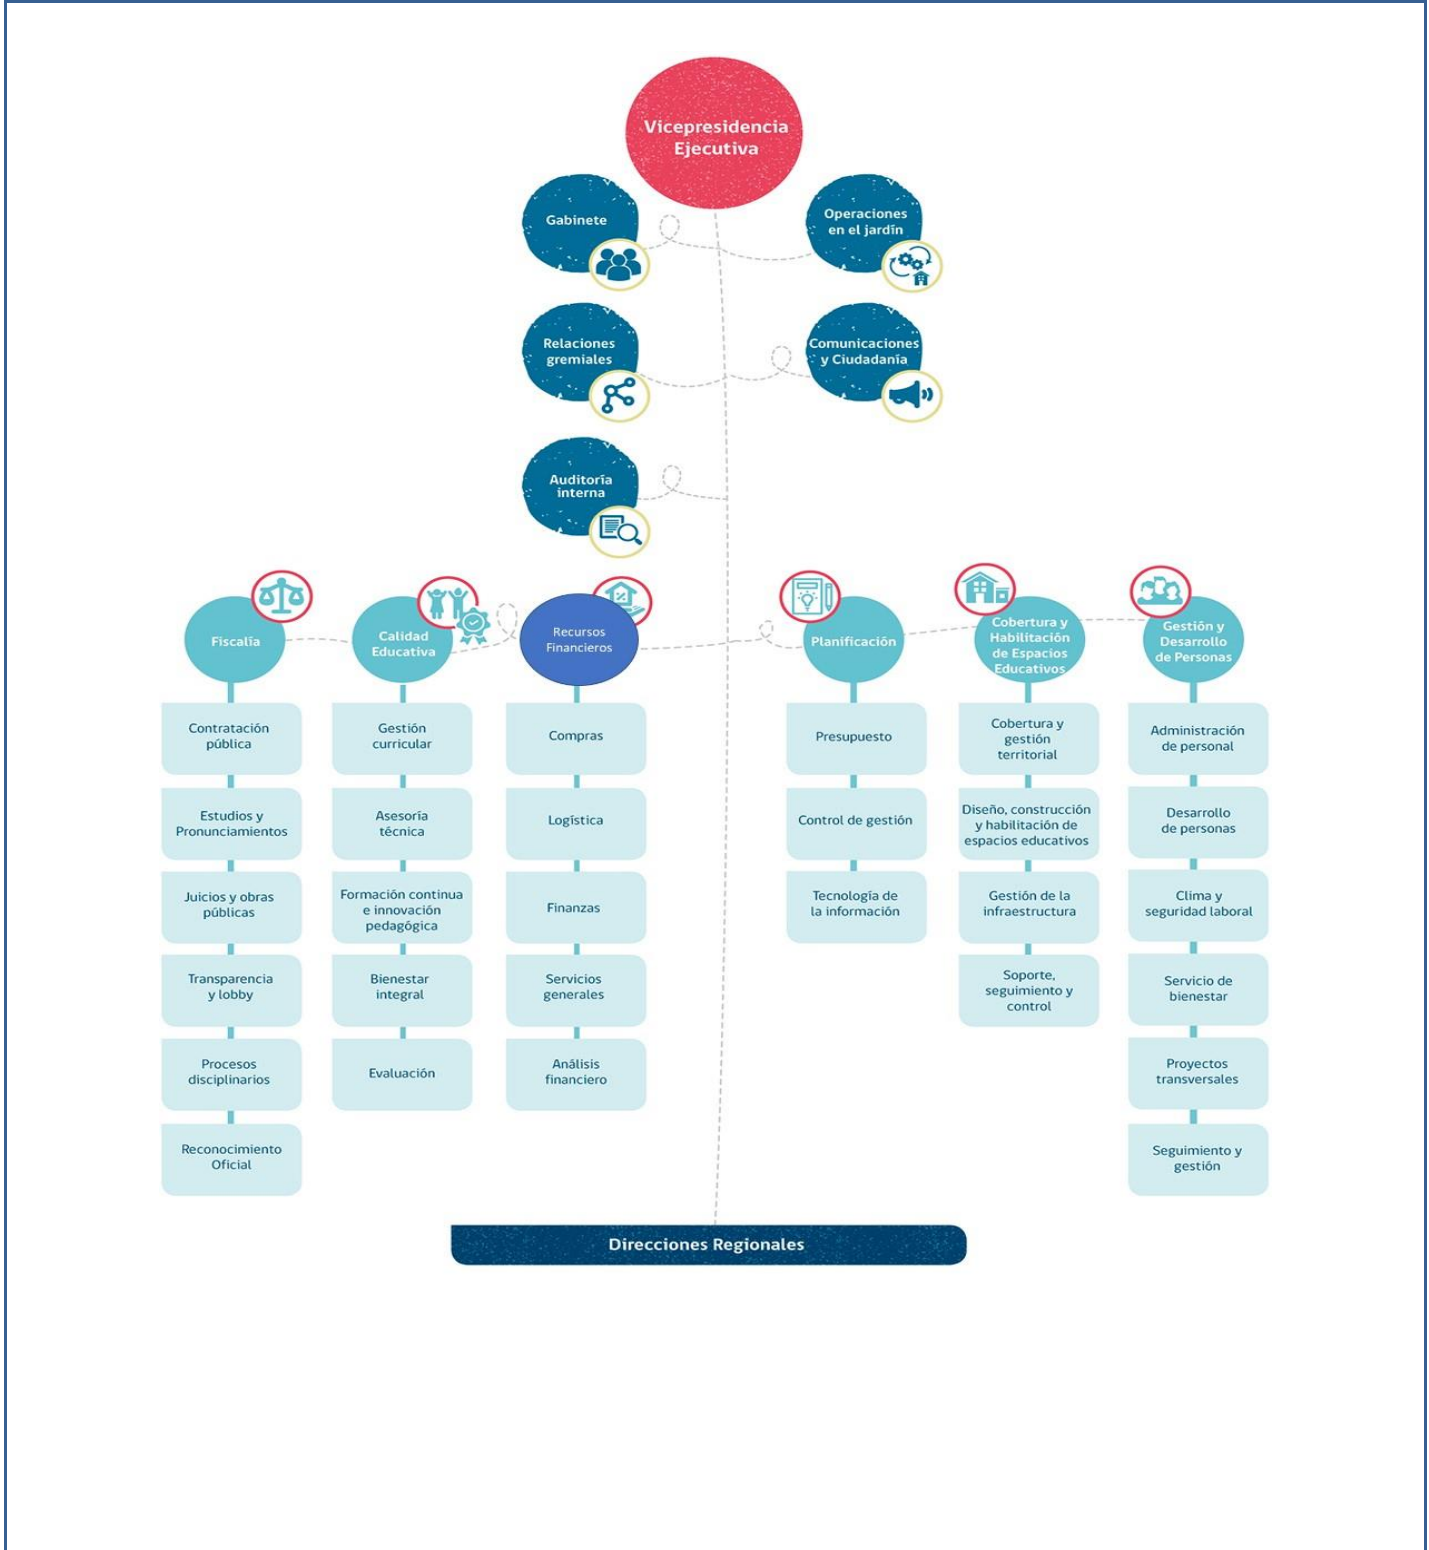 Vicepresidencia
Ejecutiva
Gabinete
Operaciones
en el jardín
Relaciones
gremiales
Comunicaciones
y Ciudadanía
Auditoría
interna
Fiscalía
Calidad
Educativa
Recursos
Financieros
Planificación
Cobertura y
Habilitación
de Espacios
Educativos
Gestión y
Desarrollo
de Personas
Contratación
pública
Estudios y
Pronunciamientos
Juicios y obras
públicas
Transparencia
y lobby
Procesos
disciplinarios
Reconocimiento
Oficial
Gestión
curricular
Asesoría
técnica
Formación continua
e innovación
pedagógica
Bienestar
integral
Evaluación
Compras
Logística
Finanzas
Servicios
generales
Análisis
financiero
Presupuesto
Control de gestión
Tecnología de
la información
Cobertura y
gestión
territorial
Diseño, construcción
y habilitación de
espacios educativos
Gestión de la
infraestructura
Soporte,
seguimiento y
control
Administración
de personal
Desarrollo
de personas
Clima y
seguridad laboral
Servicio de
bienestar
Proyectos
transversales
Seguimiento y
gestión
Direcciones Regionales